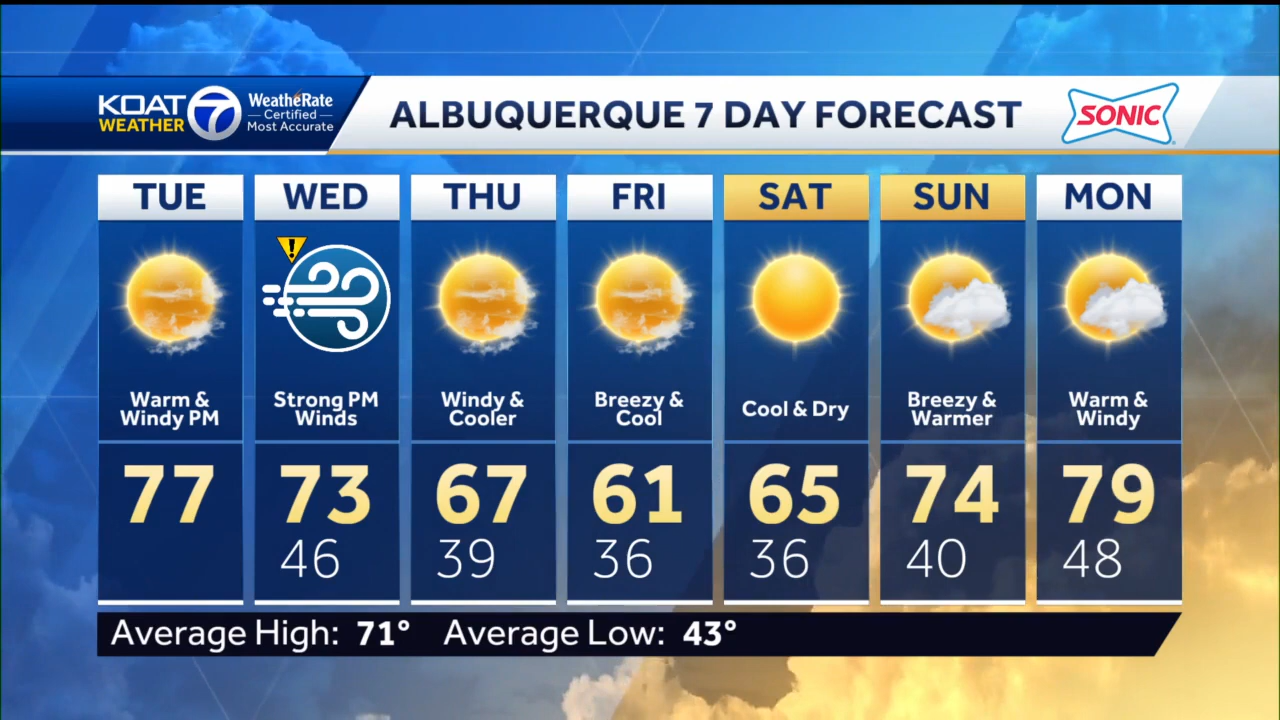 KOAT
WEATHER
7
WeatheRate
Certified
Most Accurate
ALBUQUERQUE 7 DAY FORECAST
SONIC
TUE
WED
THU
FRI
SAT
SUN
MON
!
Warm &
Windy PM
Strong PM
Winds
Windy &
Cooler
Breezy &
Cool
Cool & Dry
Breezy &
Warmer
Warm &
Windy
77
73
67
61
65
74
79
46
39
36
36
40
48
Average High: 71° Average Low: 43°